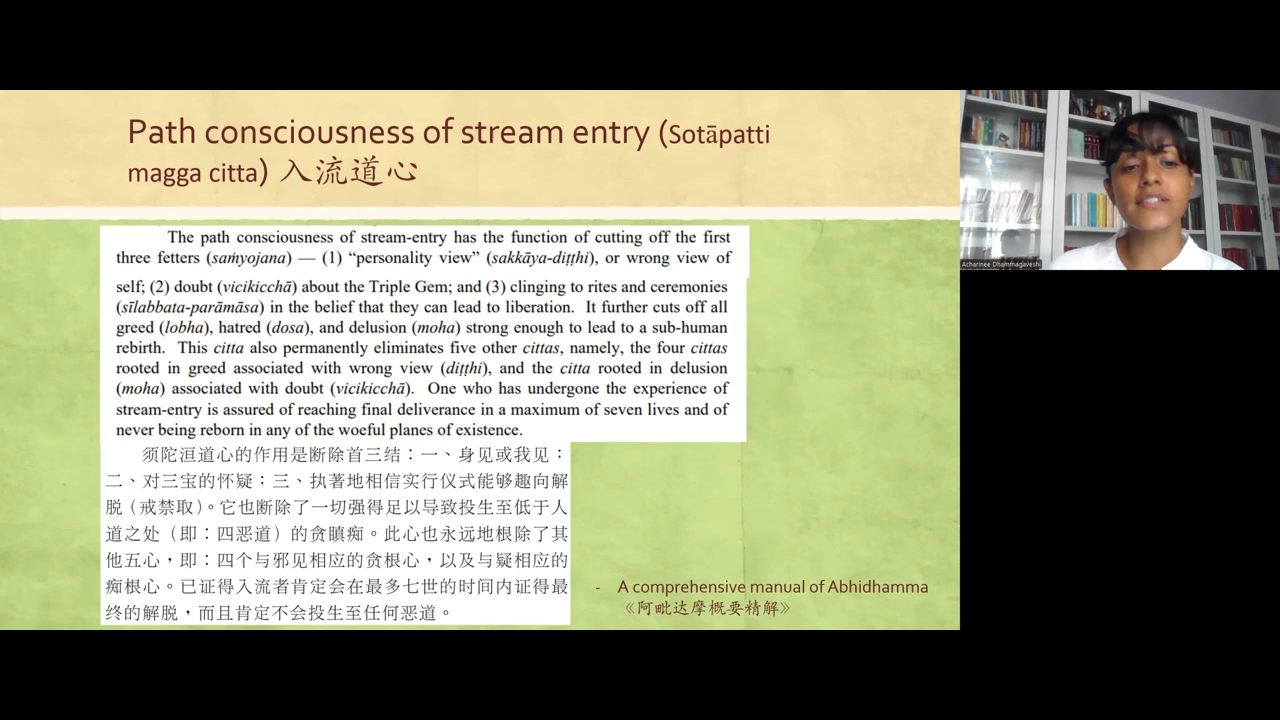 Path consciousness of stream entry (Sotāpatti
magga citta) 入流道心
The path consciousness of stream-entry has the function of cutting off the first
three fetters (saṁyojana) — (1) “personality view” (sakkāya-diṭṭhi), or wrong view of
self; (2) doubt (vicikicchā) about the Triple Gem; and (3) clinging to rites and ceremonies
(sīlabbata-parāmāsa) in the belief that they can lead to liberation. It further cuts off all
greed (lobha), hatred (dosa), and delusion (moha) strong enough to lead to a sub-human
rebirth. This citta also permanently eliminates five other cittas, namely, the four cittas
rooted in greed associated with wrong view (diṭṭhi), and the citta rooted in delusion
(moha) associated with doubt (vicikicchā). One who has undergone the experience of
stream-entry is assured of reaching final deliverance in a maximum of seven lives and of
never being reborn in any of the woeful planes of existence.
须陀洹道心的作用是断除首三结：一、身见或我见；
二、对三宝的怀疑；三、执著地相信实行仪式能够趣向解
脱（戒禁取）。它也断除了一切强得足以导致投生至低于人
道之处（即：四恶道）的贪瞋痴。此心也永远地根除了其
他五心，即：四个与邪见相应的贪根心，以及与疑相应的
痴根心。已证得入流者肯定会在最多七世的时间内证得最
终的解脱，而且肯定不会投生至任何恶道。
- A comprehensive manual of Abhidhamma
《阿毗达摩概要精解》
Acharinee Dhammagaveshi